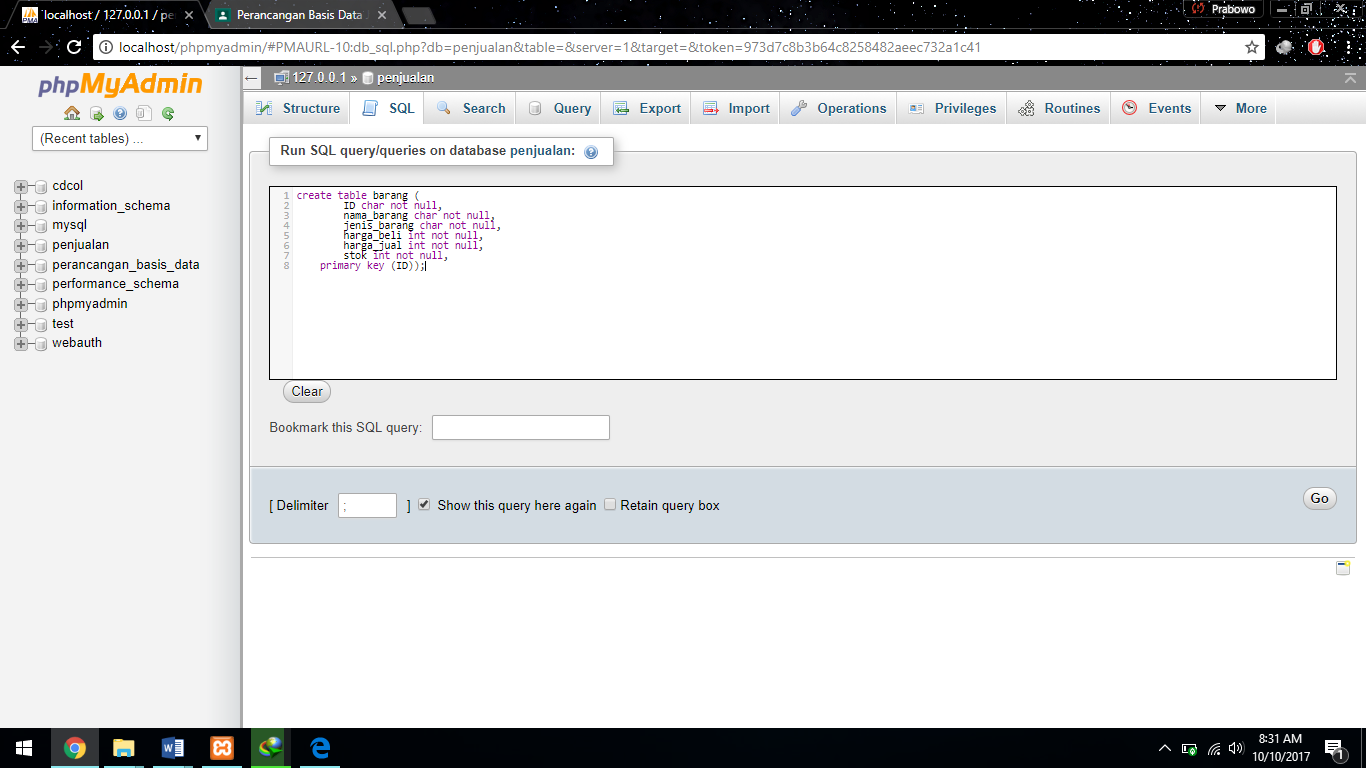 localhost / 127.0.0.1 / pe
Perancangan Basis Data
Prabowo
localhost/phpmyadmin/#PMAURL-10:db_sql.php?db=penjualan&table=&server=1&target=&token=973d7c8b3b64c8258482aeec732a1c41
phpMyAdmin
(Recent tables) ...
cdcol
information_schema
mysql
penjualan
perancangan_basis_data
performance_schema
phpmyadmin
test
webauth
127.0.0.1 » penjualan
Structure SQL Search Query Export Import Operations Privileges Routines Events More
Run SQL query/queries on database penjualan:
1 create table barang (
2 ID char not null,
3 nama_barang char not null,
4 jenis_barang char not null,
5 harga_beli int not null,
6 harga_jual int not null,
7 stok int not null,
8 primary key (ID));
Clear
Bookmark this SQL query:
[ Delimiter ; ] Show this query here again Retain query box
Go
8:31 AM
10/10/2017
1